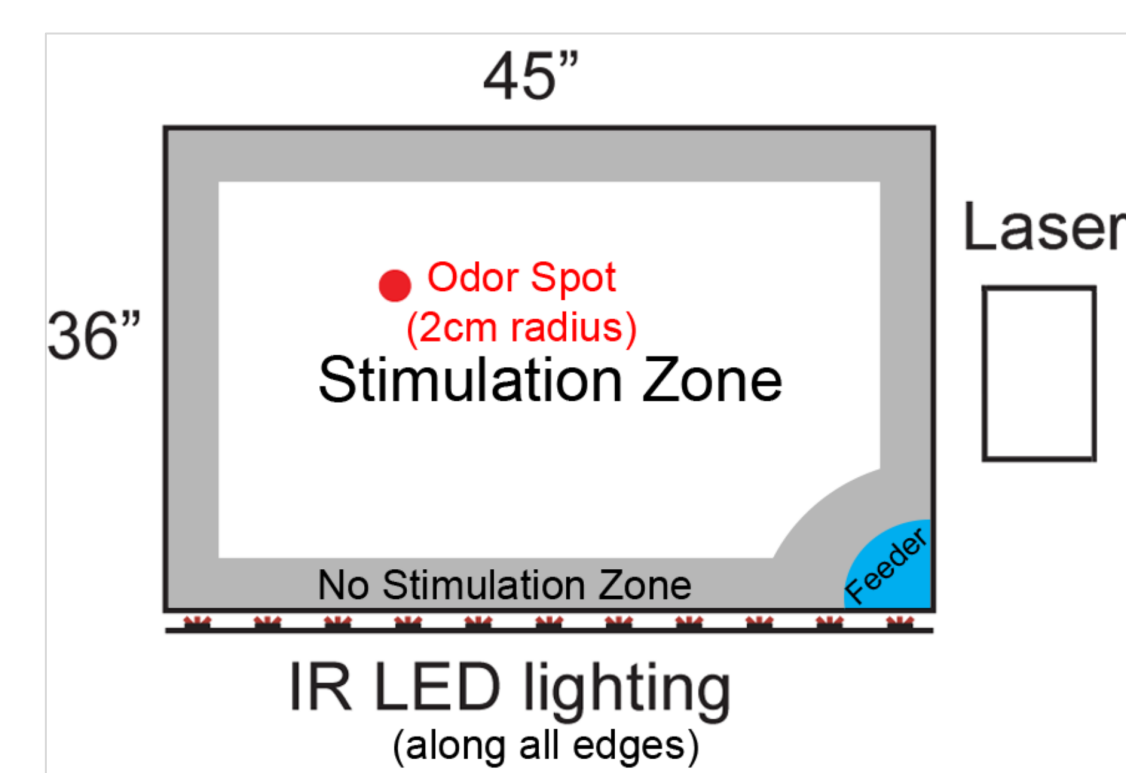 45”
Laser
Odor Spot
(2cm radius)
36”
Stimulation Zone
Feeder
No Stimulation Zone
IR LED lighting
(along all edges)